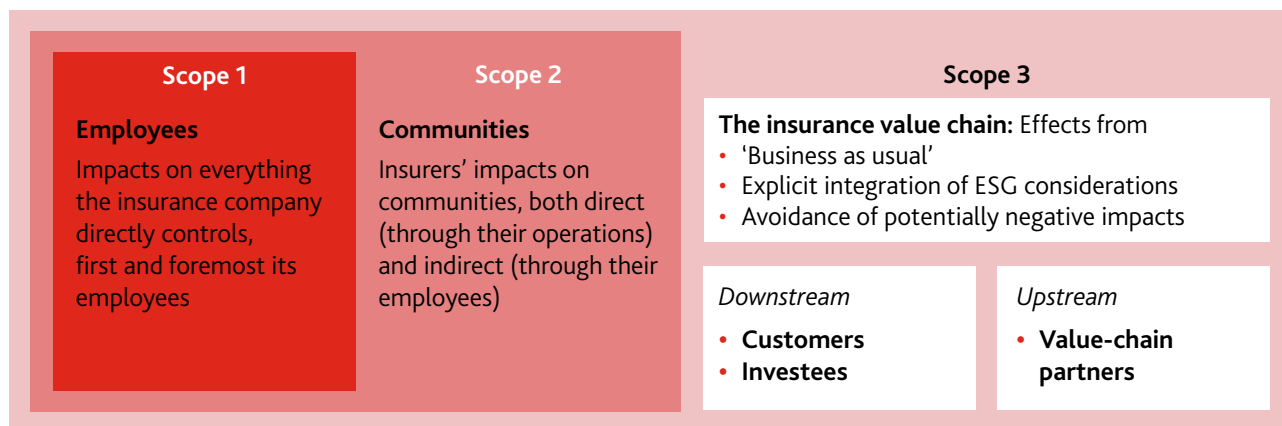 Scope 1
Employees
Impacts on everything
the insurance company
directly controls,
first and foremost its
employees
Scope 2
Communities
Insurers’ impacts on
communities, both direct
(through their operations)
and indirect (through their
employees)
Scope 3
The insurance value chain: Effects from
• ‘Business as usual’
• Explicit integration of ESG considerations
• Avoidance of potentially negative impacts
Downstream
• Customers
• Investees
Upstream
• Value-chain
partners